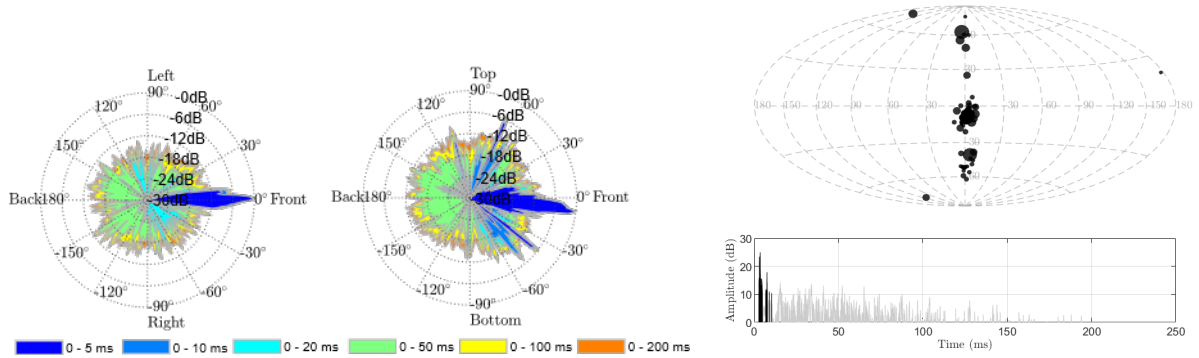 Left
90°
-0dB
60°
120°
-6dB
-12dB
150°
-18dB
-24dB
Back180°
-30dB
0° Front
-150°
-30°
-120°
-60°
-90°
Right
Top
90°
-0dB
60°
120°
-6dB
-12dB
150°
-18dB
-24dB
Back180°
-30dB
0° Front
-150°
-30°
-120°
-60°
-90°
Bottom
0 - 5 ms
0 - 10 ms
0 - 20 ms
0 - 50 ms
0 - 100 ms
0 - 200 ms
30
180 150 120 90 60 30 30 60 90 120 150 180
30
30
20
10
0
Amplitude (dB)
0 50 100 150 200 250
Time (ms)